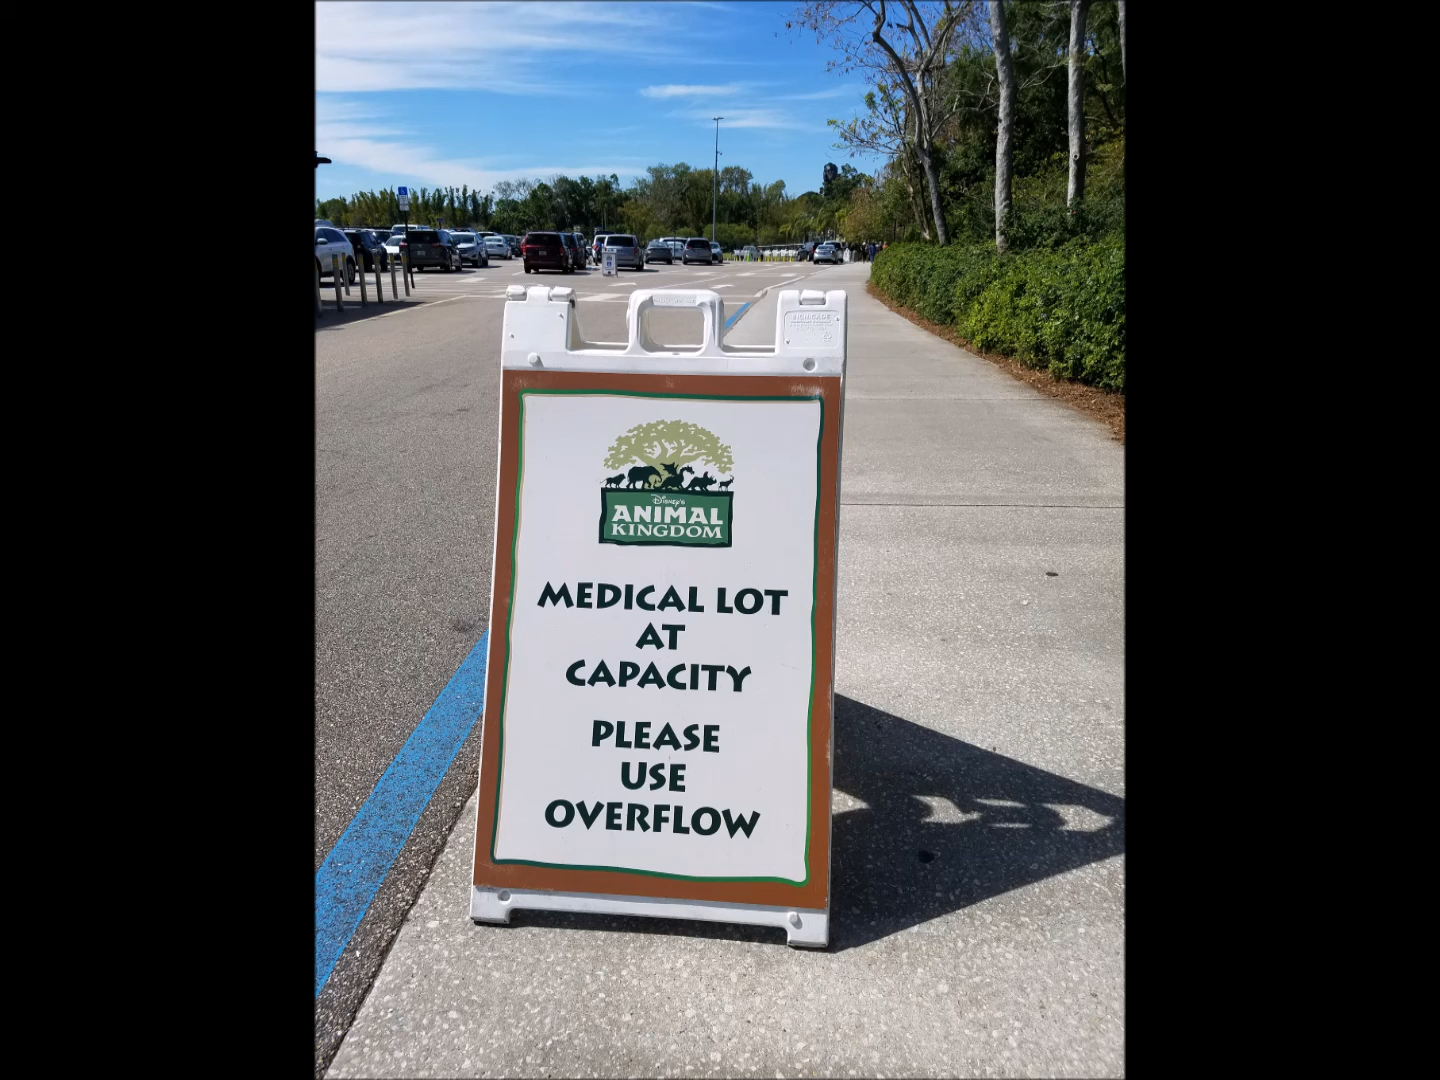 Disney's
ANIMAL
KINGDOM
MEDICAL LOT
AT
CAPACITY
PLEASE
USE
OVERFLOW